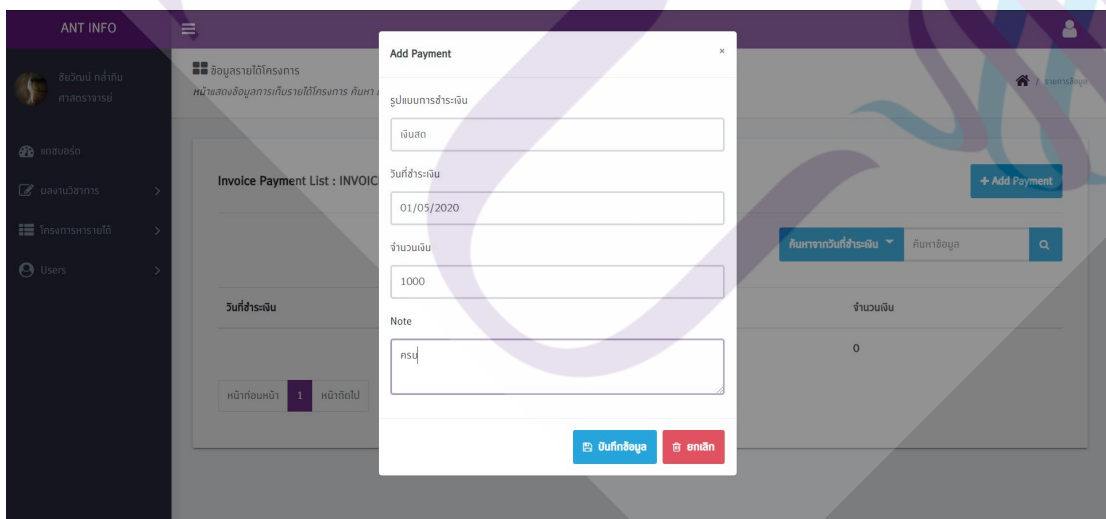 ANT INFO
ชัยวัฒน์ กล่ำทิน
ศาสตราจารย์
แดชบอร์ด
ผลงานวิชาการ
โครงการหารายได้
Users
ข้อมูลรายได้โครงการ
หน้าแสดงข้อมูลการเก็บรายได้โครงการ ค้นหา
/ รายการข้อมูล
Invoice Payment List : INVOIC
+ Add Payment
ค้นหาจากวันที่ชำระเงิน
ค้นหาข้อมูล
วันที่ชำระเงิน
จำนวนเงิน
0
หน้าก่อนหน้า 1 หน้าถัดไป
Add Payment ×
รูปแบบการชำระเงิน
เงินสด
วันที่ชำระเงิน
01/05/2020
จำนวนเงิน
1000
Note
ครบ
บันทึกข้อมูล
ยกเลิก